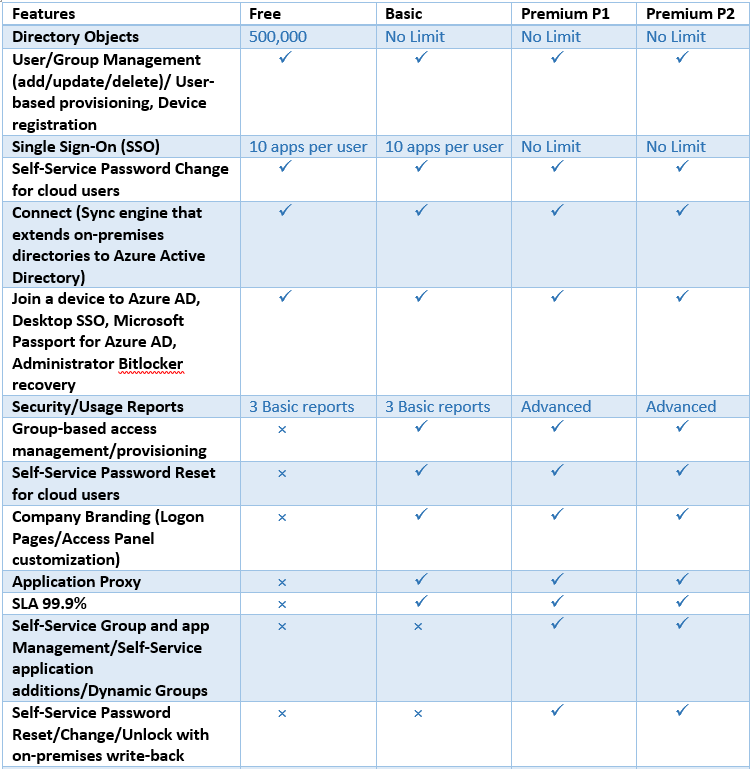 Features Free Basic Premium P1 Premium P2
Directory Objects 500,000 No Limit No Limit No Limit
User/Group Management ✓ ✓ ✓ ✓
(add/update/delete)/ User-
based provisioning, Device
registration
Single Sign-On (SSO) 10 apps per user 10 apps per user No Limit No Limit
Self-Service Password Change ✓ ✓ ✓ ✓
for cloud users
Connect (Sync engine that ✓ ✓ ✓ ✓
extends on-premises
directories to Azure Active
Directory)
Join a device to Azure AD, ✓ ✓ ✓ ✓
Desktop SSO, Microsoft
Passport for Azure AD,
Administrator Bitlocker
recovery
Security/Usage Reports 3 Basic reports 3 Basic reports Advanced Advanced
Group-based access × ✓ ✓ ✓
management/provisioning
Self-Service Password Reset × ✓ ✓ ✓
for cloud users
Company Branding (Logon × ✓ ✓ ✓
Pages/Access Panel
customization)
Application Proxy × ✓ ✓ ✓
SLA 99.9% × ✓ ✓ ✓
Self-Service Group and app × × ✓ ✓
Management/Self-Service
application
additions/Dynamic Groups
Self-Service Password × × ✓ ✓
Reset/Change/Unlock with
on-premises write-back